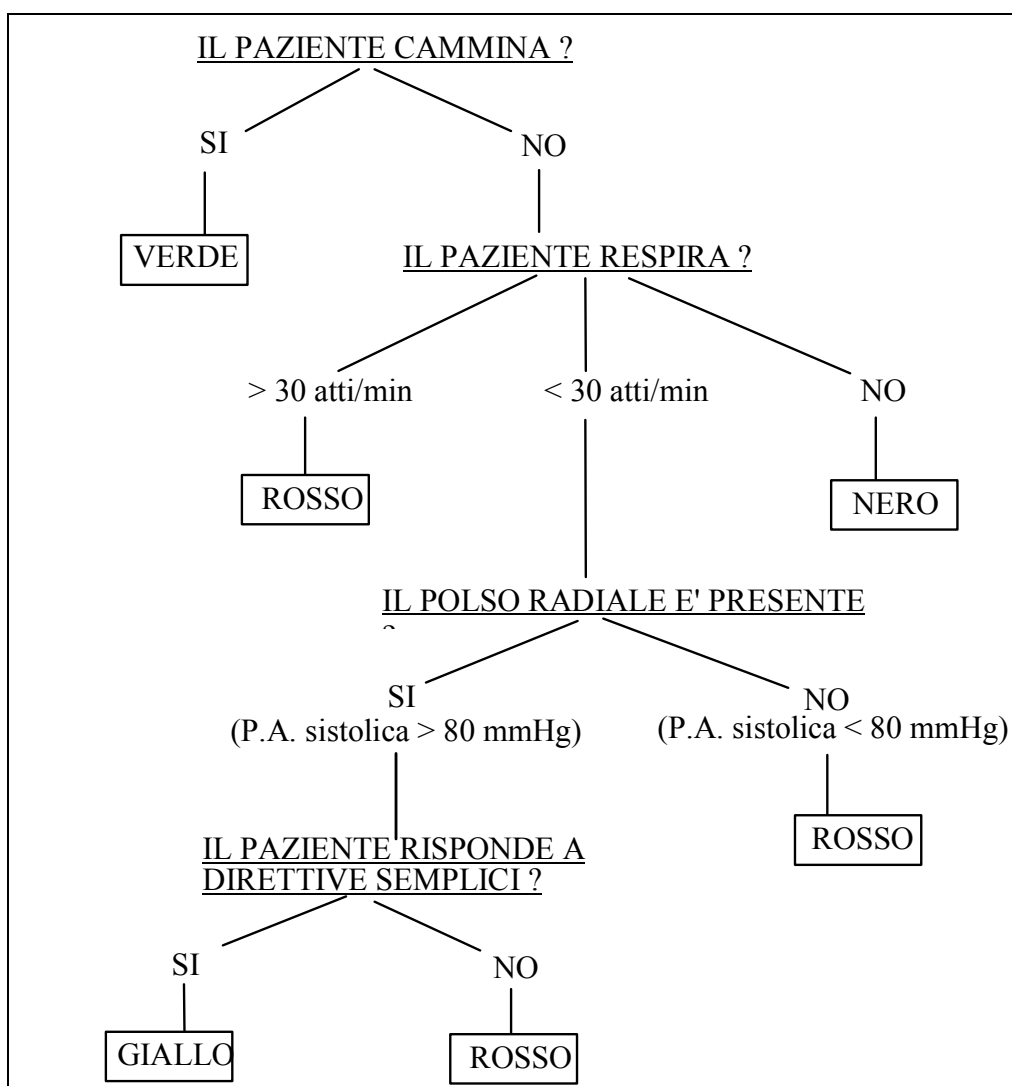 IL PAZIENTE CAMMINA ?
SI
NO
VERDE
IL PAZIENTE RESPIRA ?
> 30 atti/min
< 30 atti/min
NO
ROSSO
NERO
IL POLSO RADIALE E' PRESENTE
?
SI
(P.A. sistolica > 80 mmHg)
NO
(P.A. sistolica < 80 mmHg)
ROSSO
IL PAZIENTE RISPONDE A
DIRETTIVE SEMPLICI ?
SI
NO
GIALLO
ROSSO